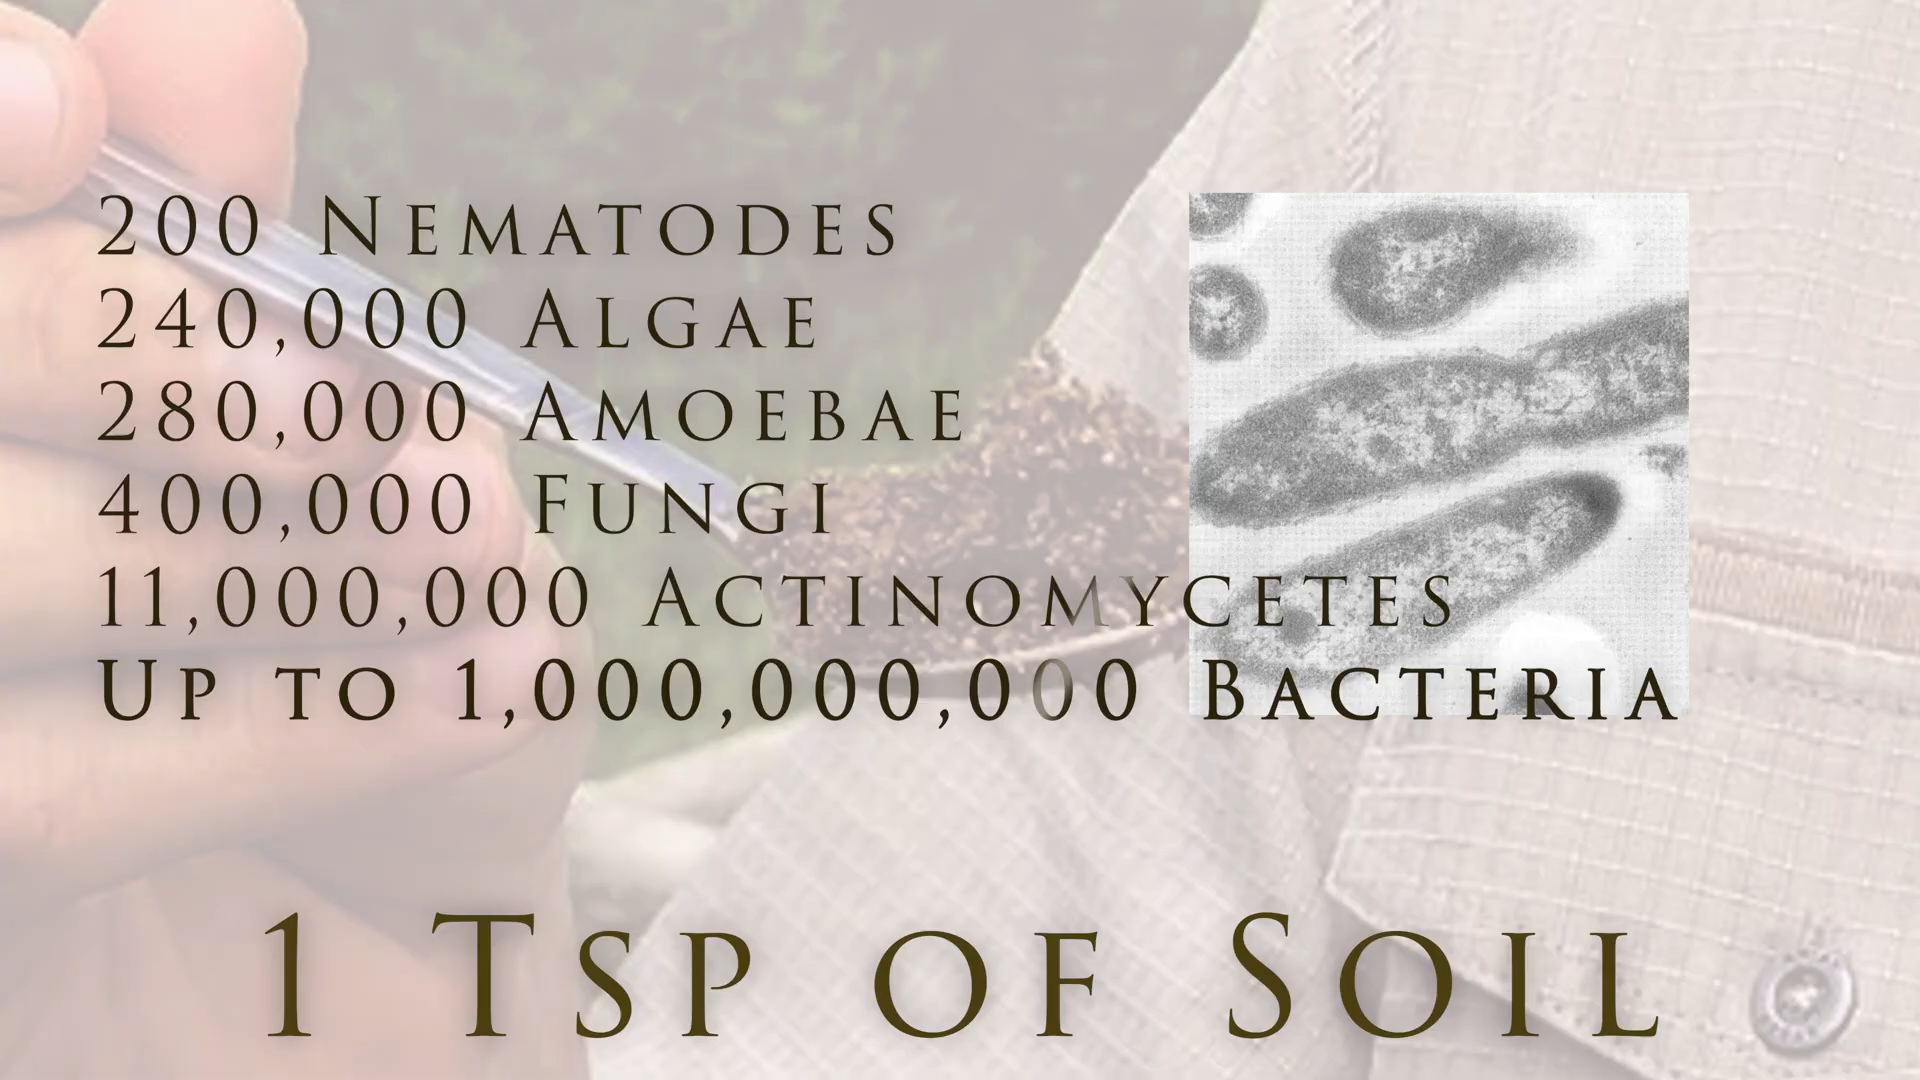 200 Nematodes
240,000 Algae
280,000 Amoebae
400,000 Fungi
11,000,000 Actinomycetes
Up to 1,000,000,000 Bacteria
1 Tsp of Soil